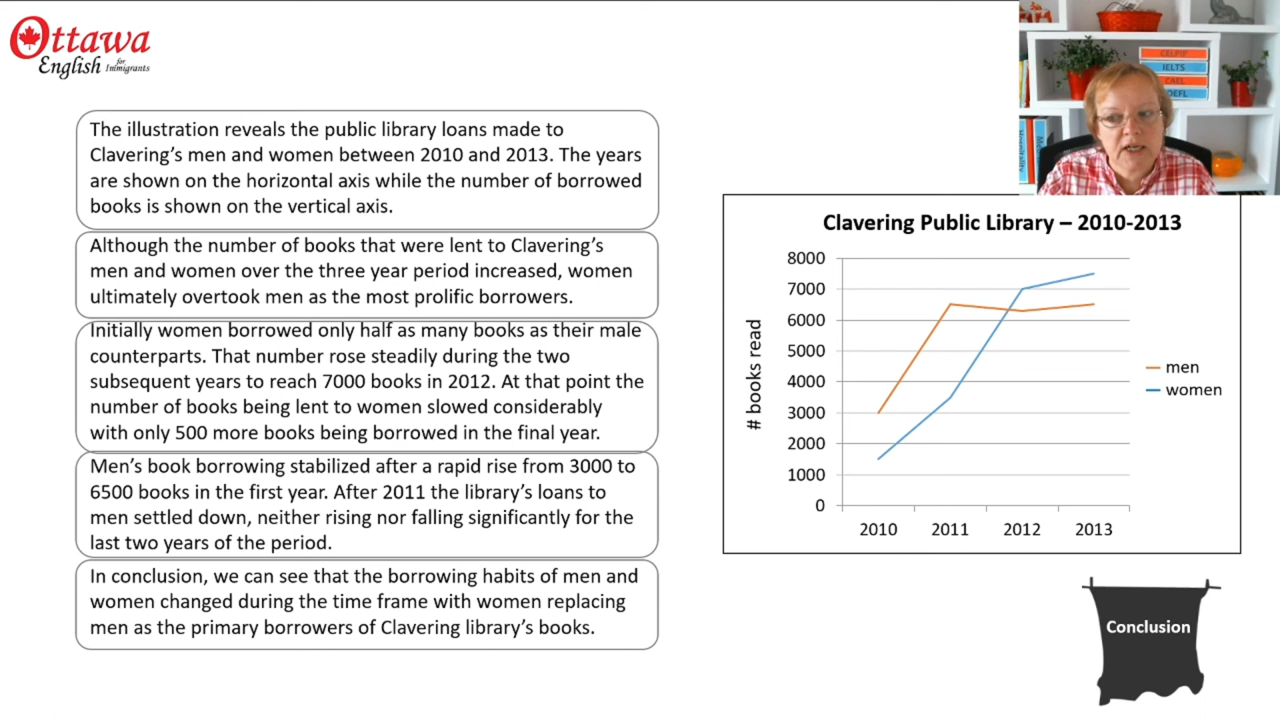 Ottawa
English for Immigrants
The illustration reveals the public library loans made to
Clavering's men and women between 2010 and 2013. The years
are shown on the horizontal axis while the number of borrowed
books is shown on the vertical axis.
Although the number of books that were lent to Clavering's
men and women over the three year period increased, women
ultimately overtook men as the most prolific borrowers.
Initially women borrowed only half as many books as their male
counterparts. That number rose steadily during the two
subsequent years to reach 7000 books in 2012. At that point the
number of books being lent to women slowed considerably
with only 500 more books being borrowed in the final year.
Men's book borrowing stabilized after a rapid rise from 3000 to
6500 books in the first year. After 2011 the library's loans to
men settled down, neither rising nor falling significantly for the
last two years of the period.
In conclusion, we can see that the borrowing habits of men and
women changed during the time frame with women replacing
men as the primary borrowers of Clavering library's books.
CELPIP
IELTS
CAEL
Clavering Public Library – 2010-2013
# books read
8000
7000
6000
5000
4000
3000
2000
1000
0
2010 2011 2012 2013
men
women
Conclusion